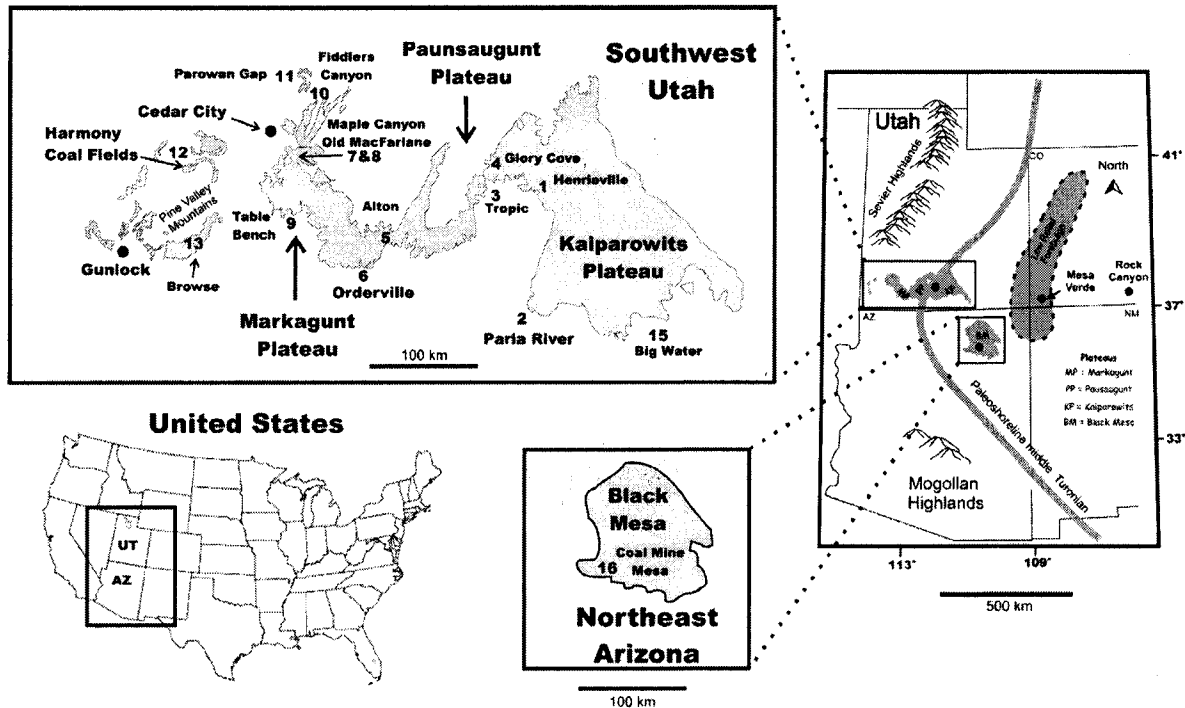 Southwest
Utah
Paunsaugunt
Plateau
Fiddlers
Canyon
Parowan Gap
11
10
Cedar City
Maple Canyon
Old MacFarlane
7&8
Harmony
Coal Fields
12
4
Glory Cove
1
Henrieville
3
Tropic
Pine Valley
Mountains
Table
Bench
9
Alton
5
13
Gunlock
Browse
6
Orderville
Kaiparowits
Plateau
Markagunt
Plateau
100 km
2
Paria River
15
Big Water
United States
UT
AZ
Black
Mesa
Coal Mine
Mesa
16
Northeast
Arizona
100 km
Utah
Sevier Highlands
CO
North
41°
Mesa
Verde
Rock
Canyon
37°
AZ
NM
BM
Plateaus
MP = Markagunt
PP = Paunsaugunt
KP = Kaiparowits
BM = Black Mesa
Paleoshoreline middle Turonian
33°
Mogollan
Highlands
113°
109°
500 km